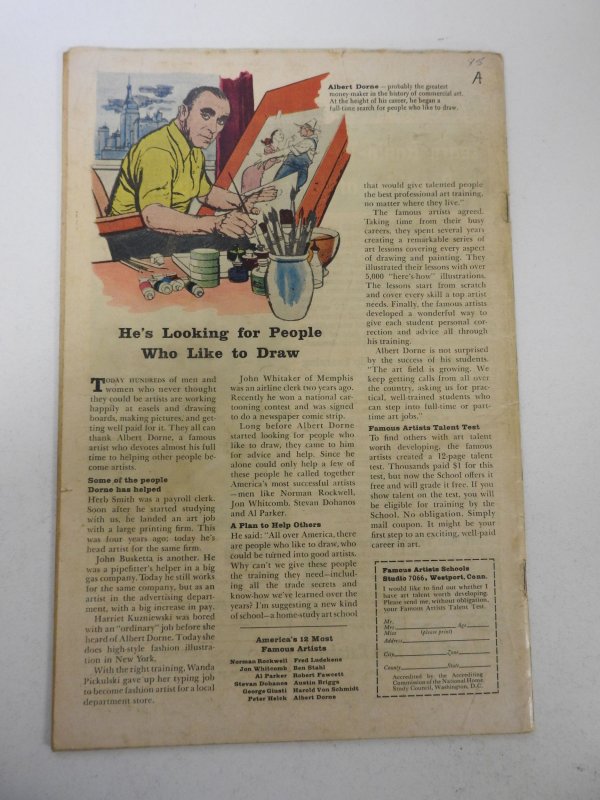 95
A
Albert Dorne – probably the greatest
money-maker in the history of commercial art.
At the height of his career, he began a
full-time search for people who like to draw.
He's Looking for People
Who Like to Draw
TODAY HUNDREDS of men and
women who never thought
they could be artists are working
happily at easels and drawing
boards, making pictures, and get-
ting well paid for it. They all can
thank Albert Dorne, a famous
artist who devotes almost his full
time to helping other people be-
come artists.
Some of the people
Dorne has helped
Herb Smith was a payroll clerk.
Soon after he started studying
with us, he landed an art job
with a large printing firm. This
was four years ago; today he's
head artist for the same firm.
John Busketta is another. He
was a pipefitter's helper in a big
gas company. Today he still works
for the same company, but as an
artist in the advertising depart-
ment, with a big increase in pay.
Harriet Kuzniewski was bored
with an "ordinary" job before she
heard of Albert Dorne. Today she
does high-style fashion illustra-
tion in New York.
With the right training, Wanda
Pickulski gave up her typing job
to become fashion artist for a local
department store.
John Whitaker of Memphis
was an airline clerk two years ago.
Recently he won a national car-
tooning contest and was signed
to do a newspaper comic strip.
Long before Albert Dorne
started looking for people who
like to draw, they came to him
for advice and help. Since he
alone could only help a few of
these people he called together
America's most successful artists
—men like Norman Rockwell,
Jon Whitcomb, Stevan Dohanos
and Al Parker.
A Plan to Help Others
He said: "All over America, there
are people who like to draw, who
could be turned into good artists.
Why can't we give these people
the training they need—includ-
ing all the trade secrets and
know-how we've learned over the
years? I'm suggesting a new kind
of school—a home-study art school
America's 12 Most
Famous Artists
Norman Rockwell Fred Ludekens
Jon Whitcomb Ben Stahl
Al Parker Robert Fawcett
Stevan Dohanos Austin Briggs
George Giusti Harold Von Schmidt
Peter Helck Albert Dorne
that would give talented people
the best professional art training,
no matter where they live."
The famous artists agreed.
Taking time from their busy
careers, they spent several years
creating a remarkable series of
art lessons covering every aspect
of drawing and painting. They
illustrated their lessons with over
5,000 "here's-how" illustrations.
The lessons start from scratch
and cover every skill a top artist
needs. Finally, the famous artists
developed a wonderful way to
give each student personal cor-
rection and advice all through
his training.
Albert Dorne is not surprised
by the success of his students.
"The art field is growing. We
keep getting calls from all over
the country, asking us for prac-
tical, well-trained students who
can step into full-time or part-
time art jobs."
Famous Artists Talent Test
To find others with art talent
worth developing, the famous
artists created a 12-page talent
test. Thousands paid $1 for this
test, but now the School offers it
free and will grade it free. If you
show talent on the test, you will
be eligible for training by the
School. No obligation. Simply
mail coupon. It might be your
first step to an exciting, well-paid
career in art.
Famous Artists Schools
Studio 7066, Westport, Conn.
I would like to find out whether I
have art talent worth developing.
Please send me, without obligation,
your Famous Artists Talent Test.
Mr.
Mrs. Age
Miss (please print)
Address
City Zone
County State
Accredited by the Accrediting
Commission of the National Home
Study Council, Washington, D.C.